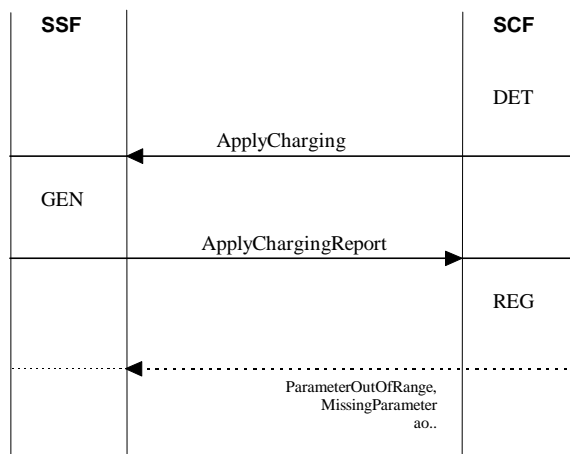 SSF
SCF
DET
ApplyCharging
GEN
ApplyChargingReport
REG
ParameterOutOfRange,
MissingParameter
ao..